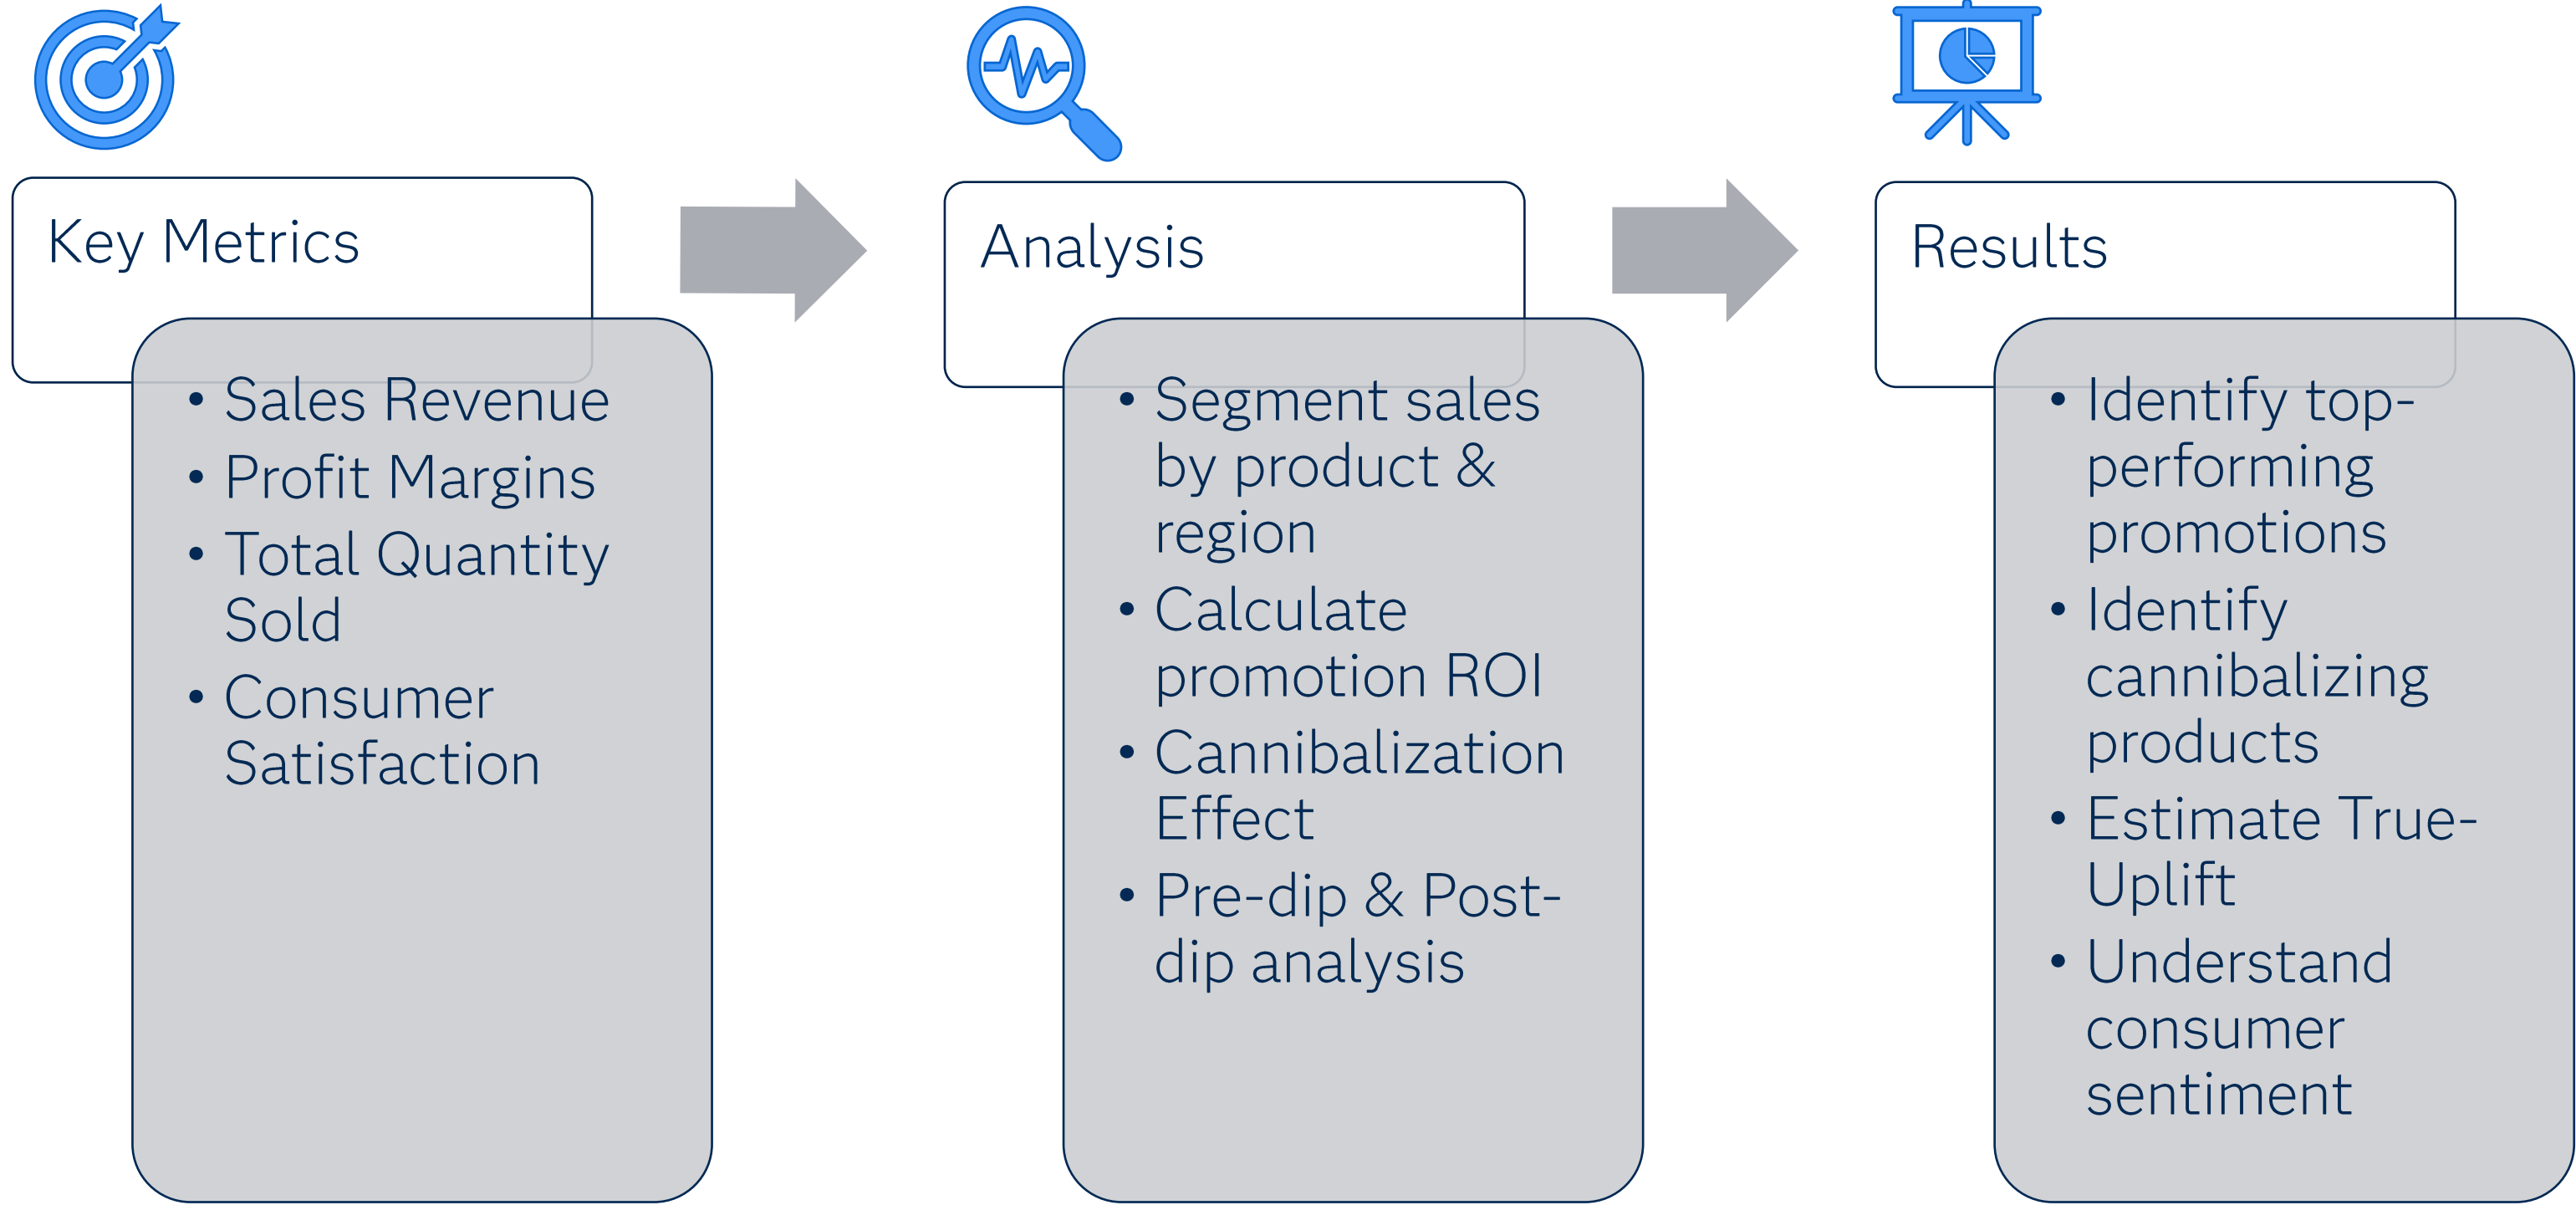 Key Metrics
• Sales Revenue
• Profit Margins
• Total Quantity
Sold
• Consumer
Satisfaction
Analysis
• Segment sales
by product &
region
• Calculate
promotion ROI
• Cannibalization
Effect
• Pre-dip & Post-
dip analysis
Results
• Identify top-
performing
promotions
• Identify
cannibalizing
products
• Estimate True-
Uplift
• Understand
consumer
sentiment